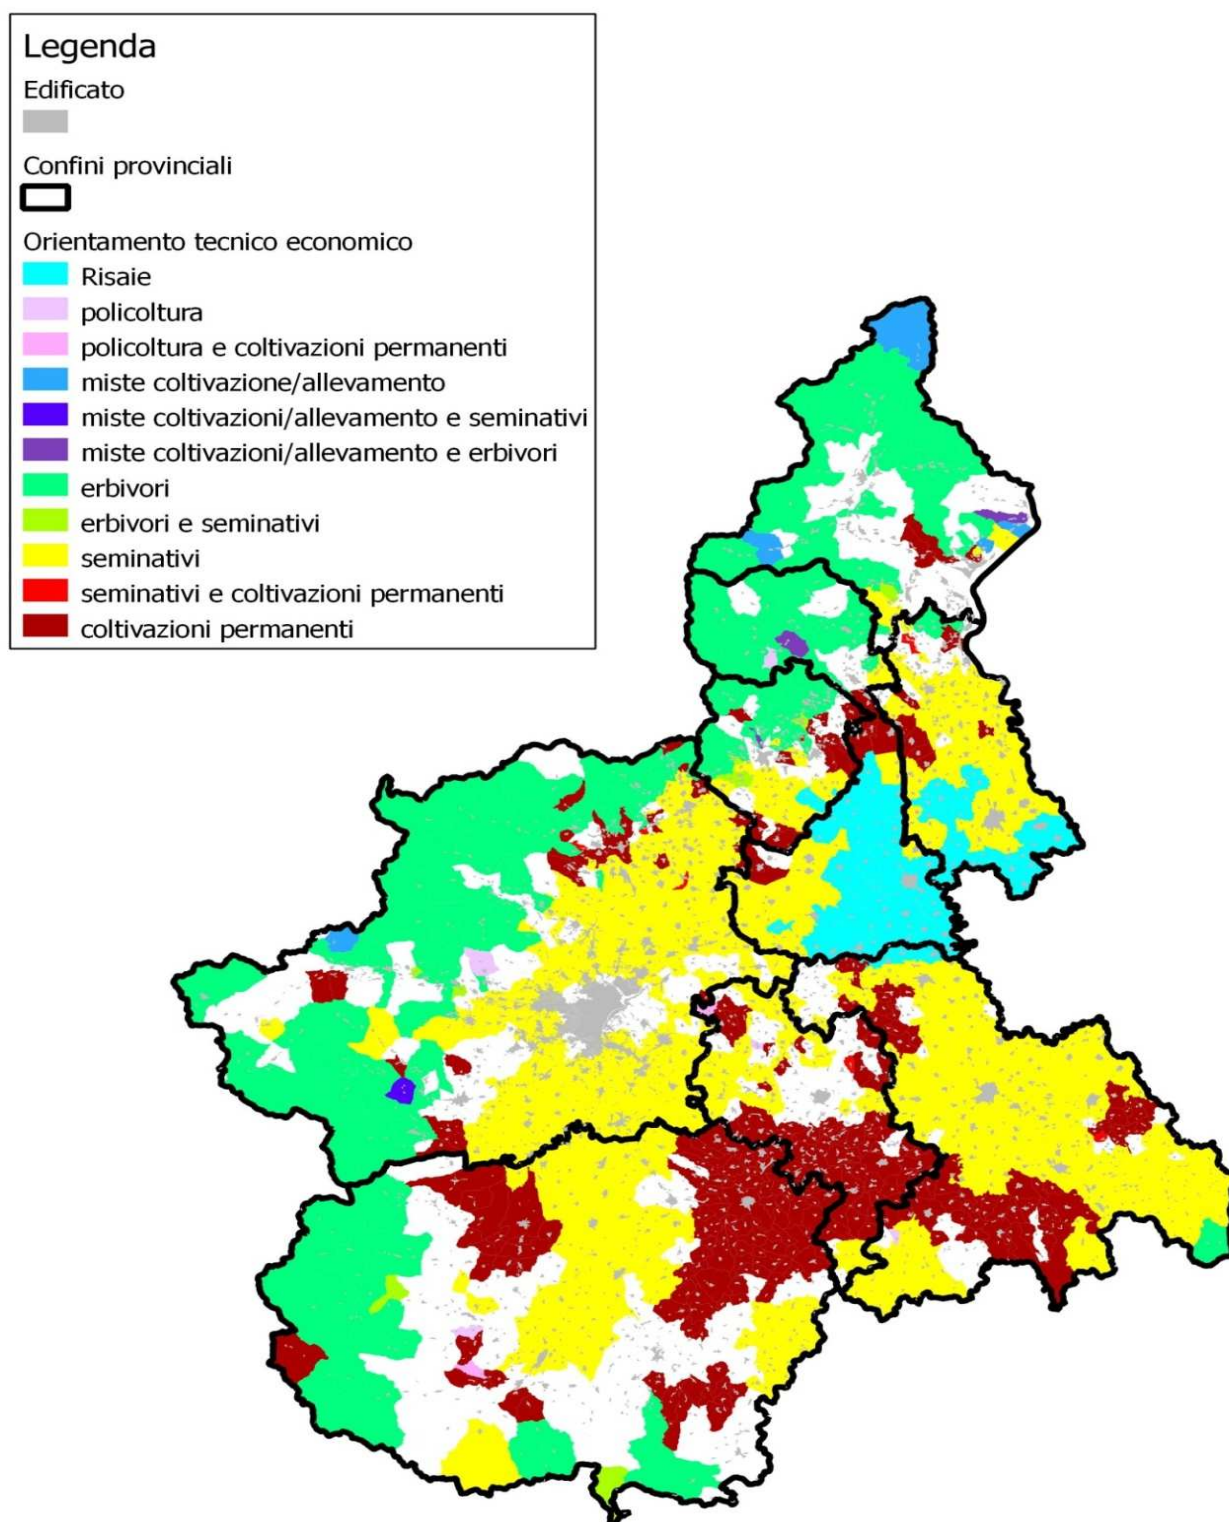 Legenda
Edificato
Confini provinciali
Orientamento tecnico economico
Risaie
policoltura
policoltura e coltivazioni permanenti
miste coltivazione/allevamento
miste coltivazioni/allevamento e seminativi
miste coltivazioni/allevamento e erbivori
erbivori
erbivori e seminativi
seminativi
seminativi e coltivazioni permanenti
coltivazioni permanenti